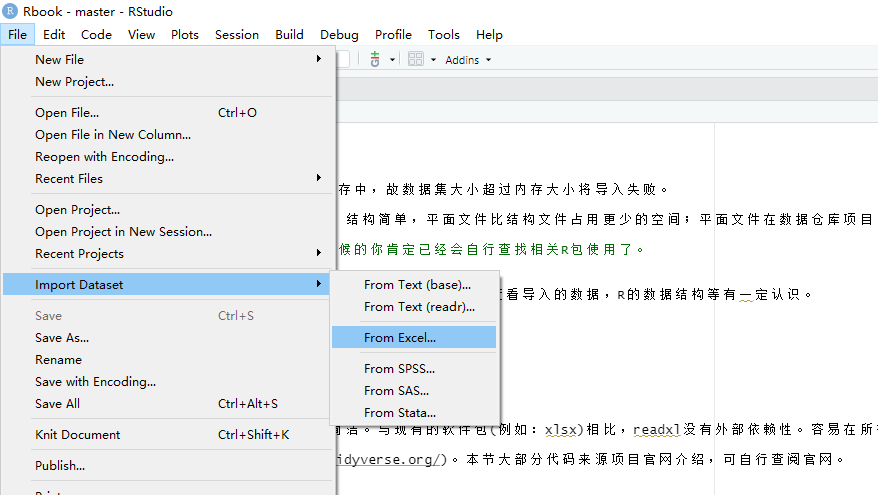 Rbook - master - RStudio
File Edit Code View Plots Session Build Debug Profile Tools Help
Addins
New File
New Project...
Open File... Ctrl+O
Open File in New Column...
Reopen with Encoding...
Recent Files
Open Project...
Open Project in New Session...
Recent Projects
Import Dataset
Save Ctrl+S
Save As...
Rename
Save with Encoding...
Save All Ctrl+Alt+S
Knit Document Ctrl+Shift+K
Publish...
From Text (base)...
From Text (readr)...
From Excel...
From SPSS...
From SAS...
From Stata...
存中，故数据集大小超过内存大小将导入失败。
结构简单，平面文件比结构文件占用更少的空间；平面文件在数据仓库项目
候的你肯定已经会自行查找相关R包使用了。
看导入的数据，R的数据结构等有一定认识。
洁。与现有的软件包(例如：xlsx)相比，readxl没有外部依赖性。容易在所
idyverse.org/)。本节大部分代码来源项目官网介绍，可自行查阅官网。